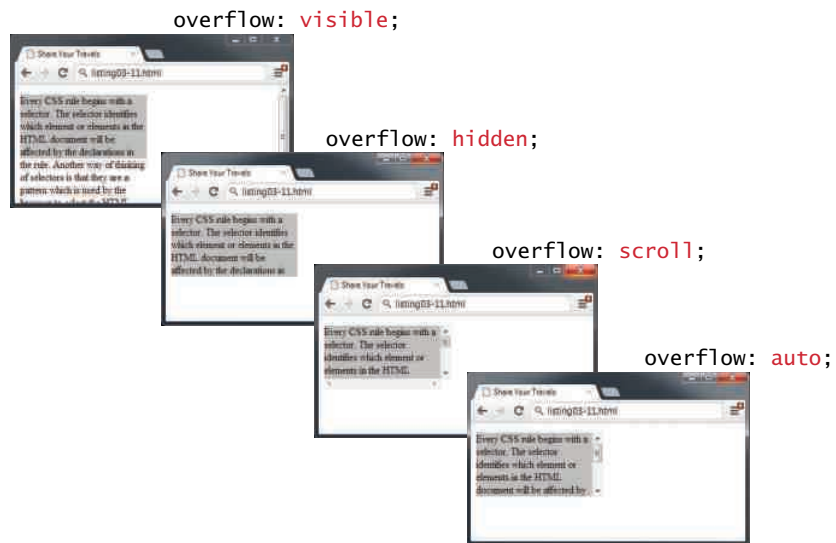 overflow: visible;
Share Your Travels
listing03-11.html
Every CSS rule begins with a
selector. The selector identifies
which element or elements in the
HTML document will be
affected by the declarations in
the rule. Another way of thinking
of selectors is that they are a
pattern which is used by the
browser to select the HTML
overflow: hidden;
Share Your Travels
listing03-11.html
Every CSS rule begins with a
selector. The selector identifies
which element or elements in the
HTML document will be
affected by the declarations in
overflow: scroll;
Share Your Travels
listing03-11.html
Every CSS rule begins with a
selector. The selector
identifies which element or
elements in the HTML
overflow: auto;
Share Your Travels
listing03-11.html
Every CSS rule begins with a
selector. The selector
identifies which element or
elements in the HTML
document will be affected by